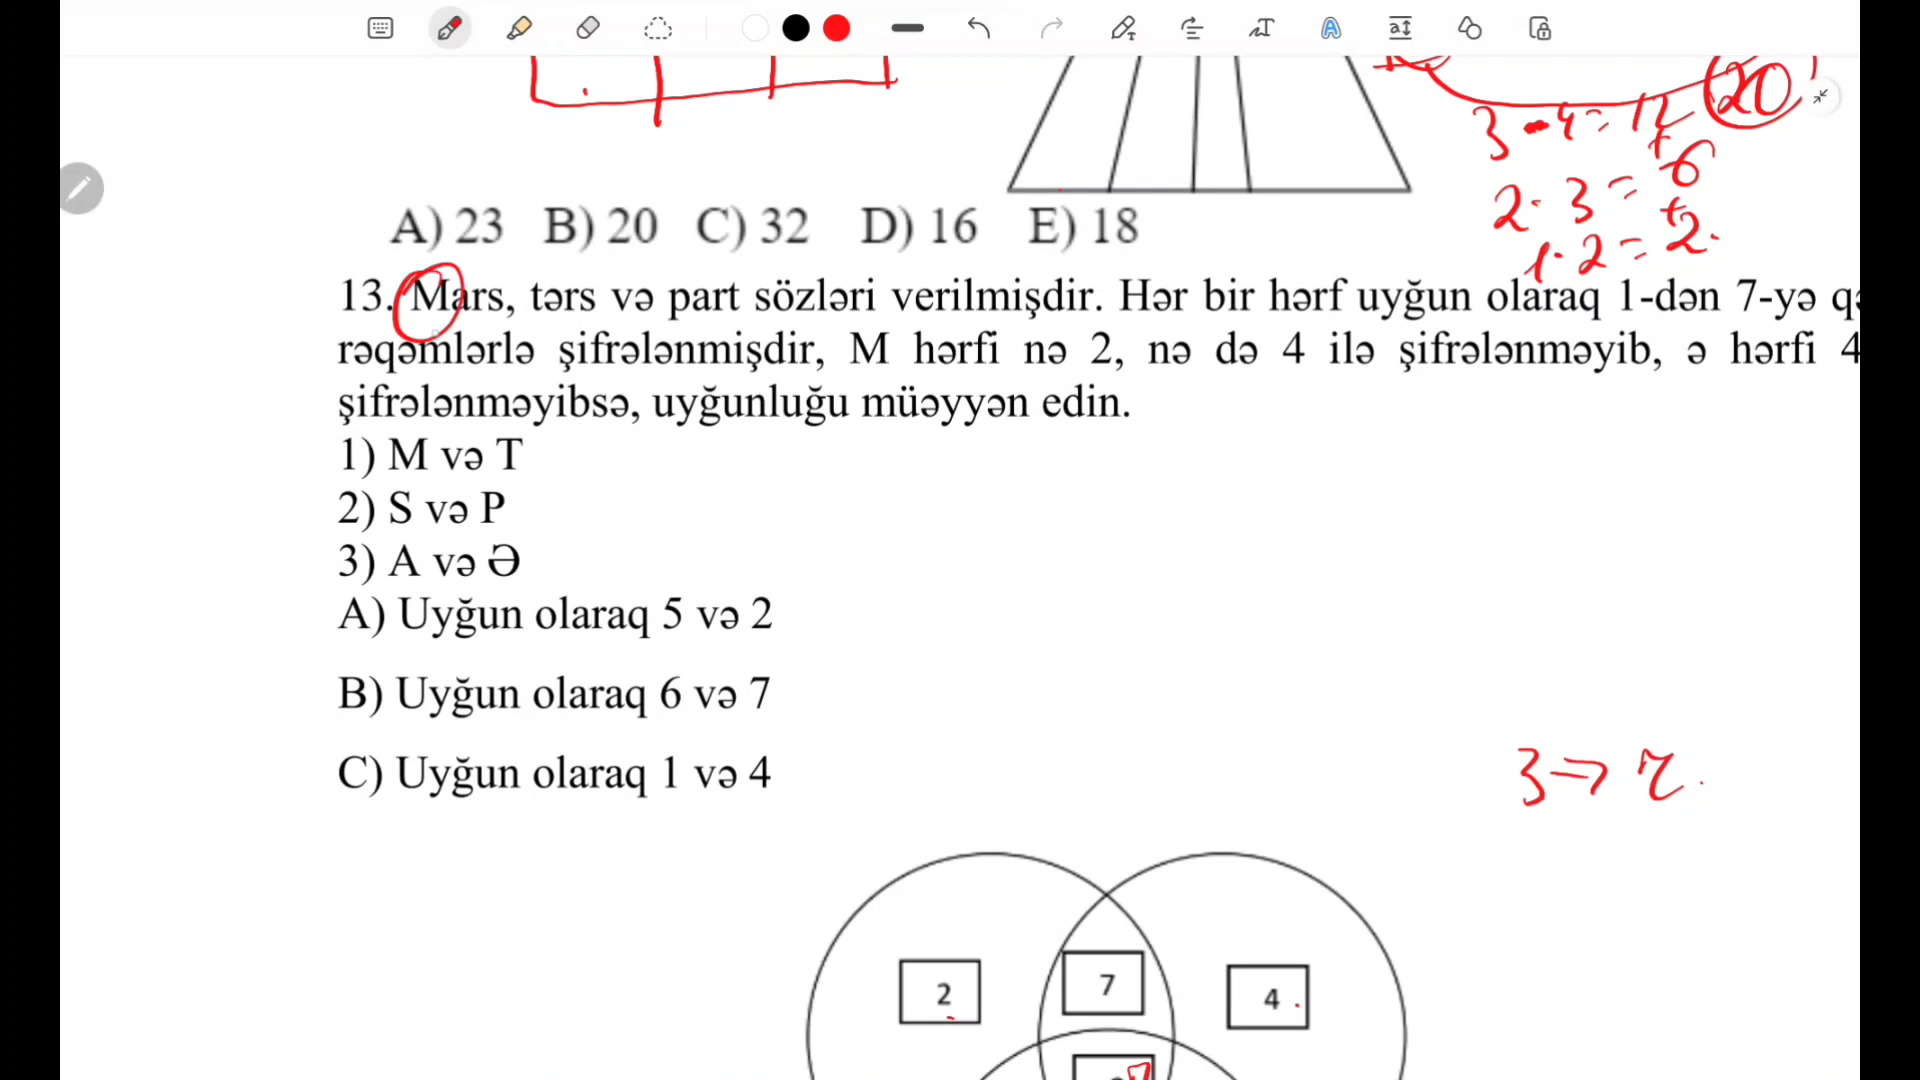 20
3 - 4 = 12
+
2 · 3 = 6
+
1 · 2 = 2.
A) 23 B) 20 C) 32 D) 16 E) 18
13. Mars, tərs və part sözləri verilmişdir. Hər bir hərf uyğun olaraq 1-dən 7-yə
rəqəmlərlə şifrələnmişdir, M hərfi nə 2, nə də 4 ilə şifrələnməyib, ə hərfi 4
şifrələnməyibsə, uyğunluğu müəyyən edin.
1) M və T
2) S və P
3) A və Ə
A) Uyğun olaraq 5 və 2
B) Uyğun olaraq 6 və 7
C) Uyğun olaraq 1 və 4
2 7 4